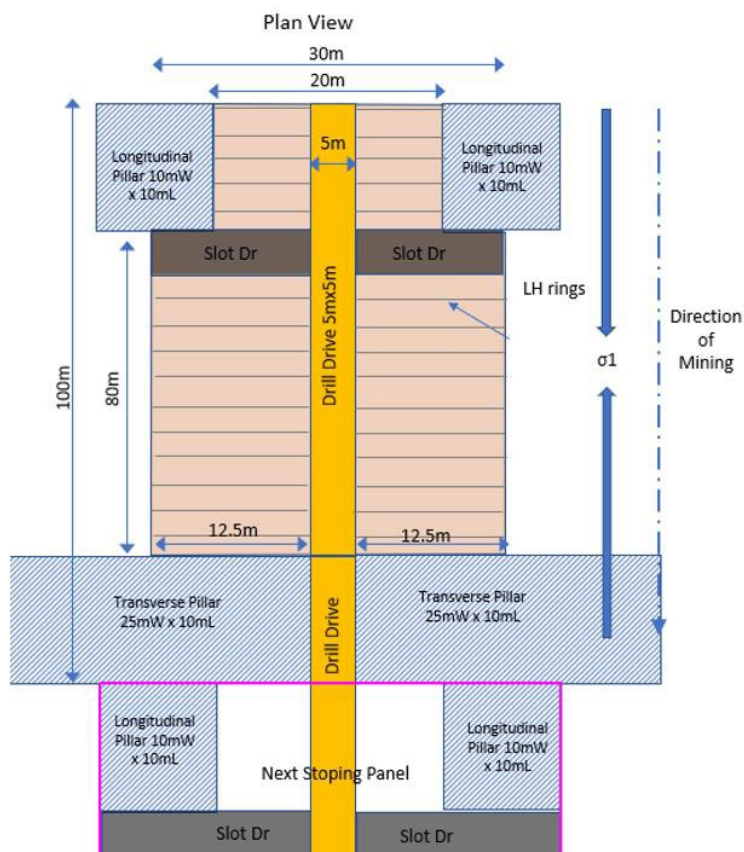 Plan View
30m
20m
5m
Longitudinal
Pillar 10mW
x 10mL
Longitudinal
Pillar 10mW
x 10mL
Slot Dr
Slot Dr
LH rings
Drill Drive 5mx5m
Direction
of
Mining
σ1
100m
80m
12.5m
12.5m
Transverse Pillar
25mW x 10mL
Drill Drive
Transverse Pillar
25mW x 10mL
Longitudinal
Pillar 10mW
x 10mL
Longitudinal
Pillar 10mW
x 10mL
Next Stoping Panel
Slot Dr
Slot Dr